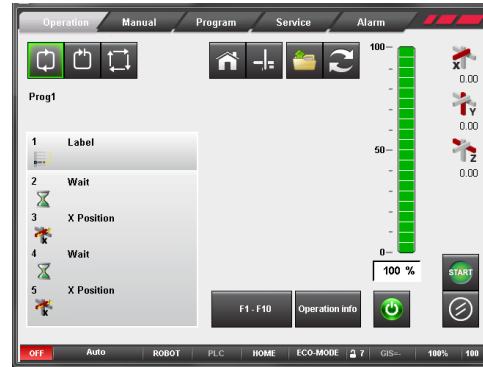 Operation Manual Program Service Alarm
Prog1
100
50
0
100 %
X
0.00
Y
0.00
Z
0.00
1 Label
2 Wait
3 X Position
X
4 Wait
5 X Position
X
F1 - F10 Operation info
START
OFF Auto ROBOT PLC HOME ECO-MODE 7 GIS=- 100% 100